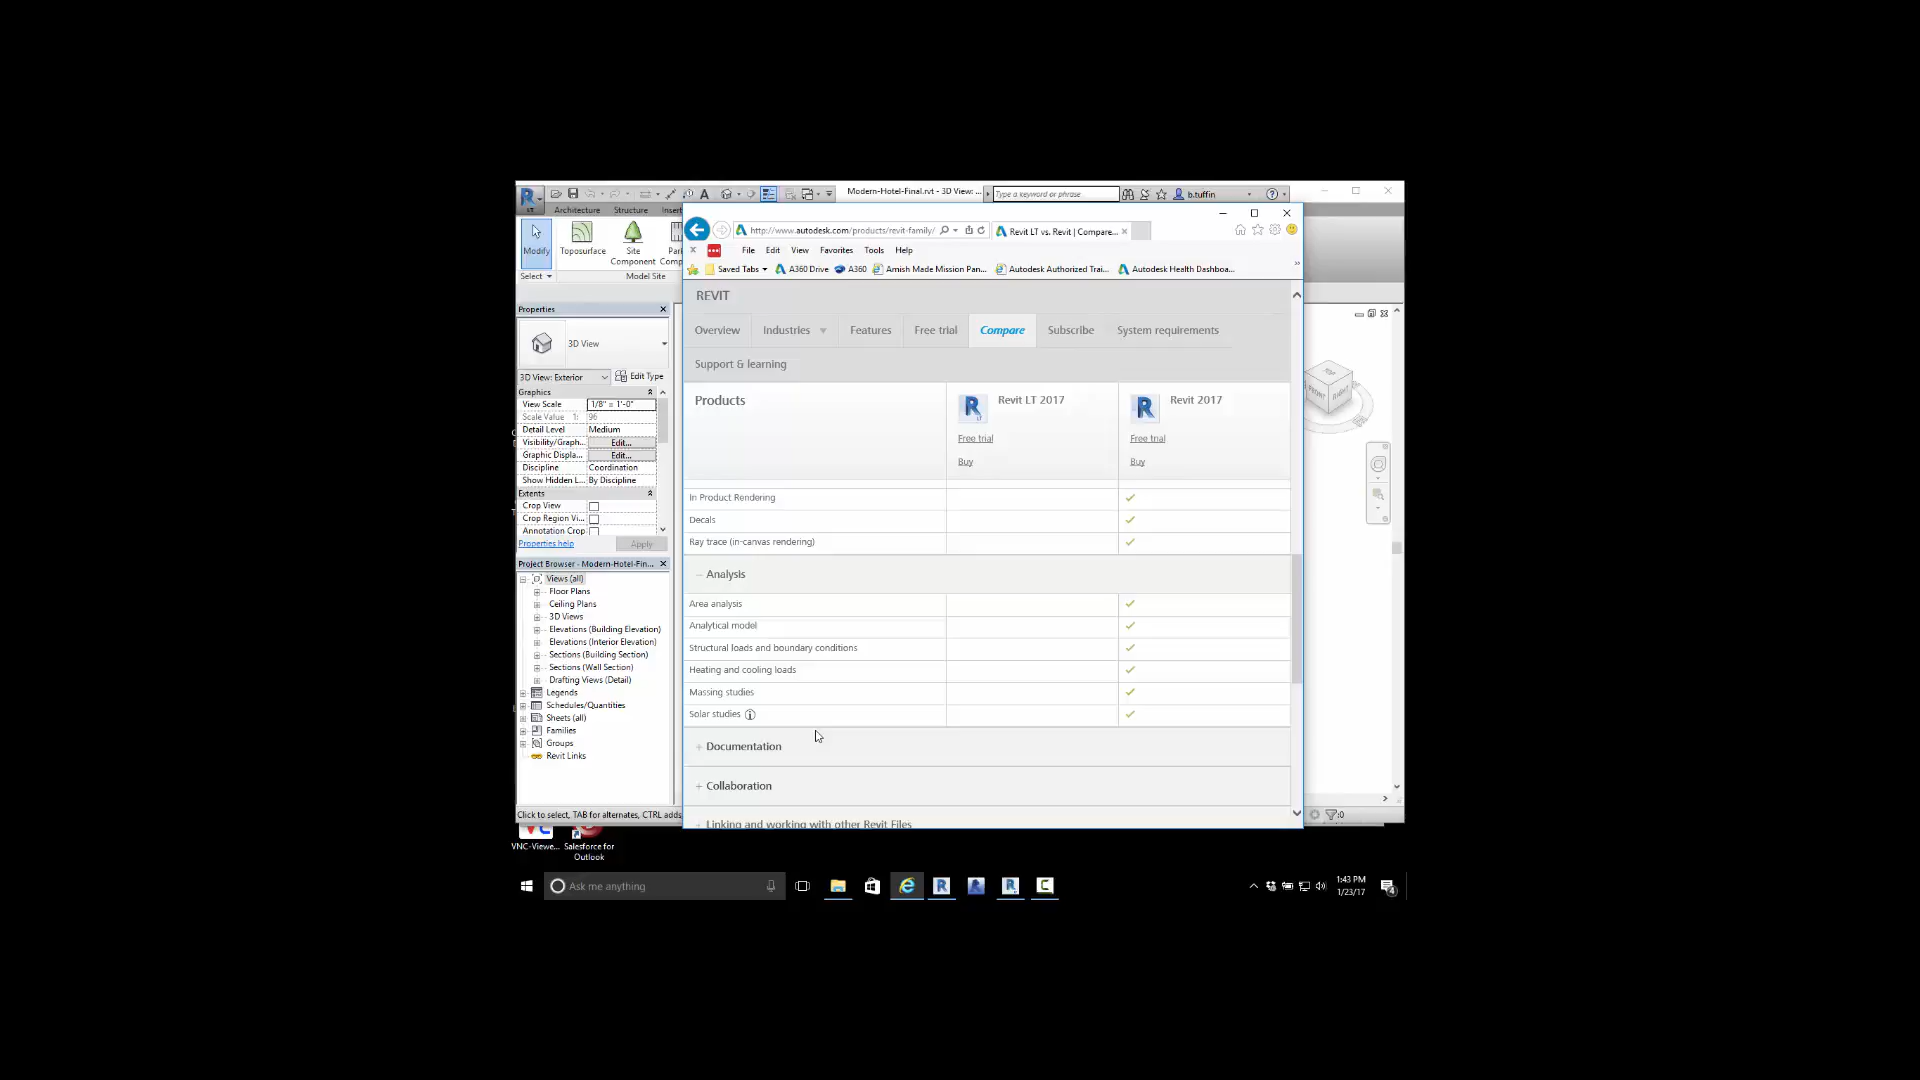 Modern-Hotel-Final.rvt - 3D View: ...
Type a keyword or phrase
b.tuffin
Architecture
Structure
Insert
Modify
Toposurface
Site
Component
Select
Model Site
Properties
3D View
3D View: Exterior
Edit Type
Graphics
View Scale
1/8" = 1'-0"
Scale Value 1:
96
Detail Level
Medium
Visibility/Graph...
Edit...
Graphic Displa...
Edit...
Discipline
Coordination
Show Hidden L...
By Discipline
Extents
Crop View
Crop Region Vi...
Annotation Crop
Properties help
Apply
Project Browser - Modern-Hotel-Fin...
Views (all)
Floor Plans
Ceiling Plans
3D Views
Elevations (Building Elevation)
Elevations (Interior Elevation)
Sections (Building Section)
Sections (Wall Section)
Drafting Views (Detail)
Legends
Schedules/Quantities
Sheets (all)
Families
Groups
Revit Links
Click to select, TAB for alternates, CTRL adds
http://www.autodesk.com/products/revit-family/
Revit LT vs. Revit | Compare...
File
Edit
View
Favorites
Tools
Help
Saved Tabs
A360 Drive
A360
Amish Made Mission Pan...
Autodesk Authorized Trai...
Autodesk Health Dashboa...
REVIT
Overview
Industries
Features
Free trial
Compare
Subscribe
System requirements
Support & learning
Products
Revit LT 2017
Free trial
Buy
Revit 2017
Free trial
Buy
In Product Rendering
Decals
Ray trace (in-canvas rendering)
Analysis
Area analysis
Analytical model
Structural loads and boundary conditions
Heating and cooling loads
Massing studies
Solar studies
Documentation
Collaboration
Linking and working with other Revit Files
FRONT
RIGHT
:0
VNC-Viewe...
Salesforce for
Outlook
Ask me anything
1:43 PM
1/23/17
4